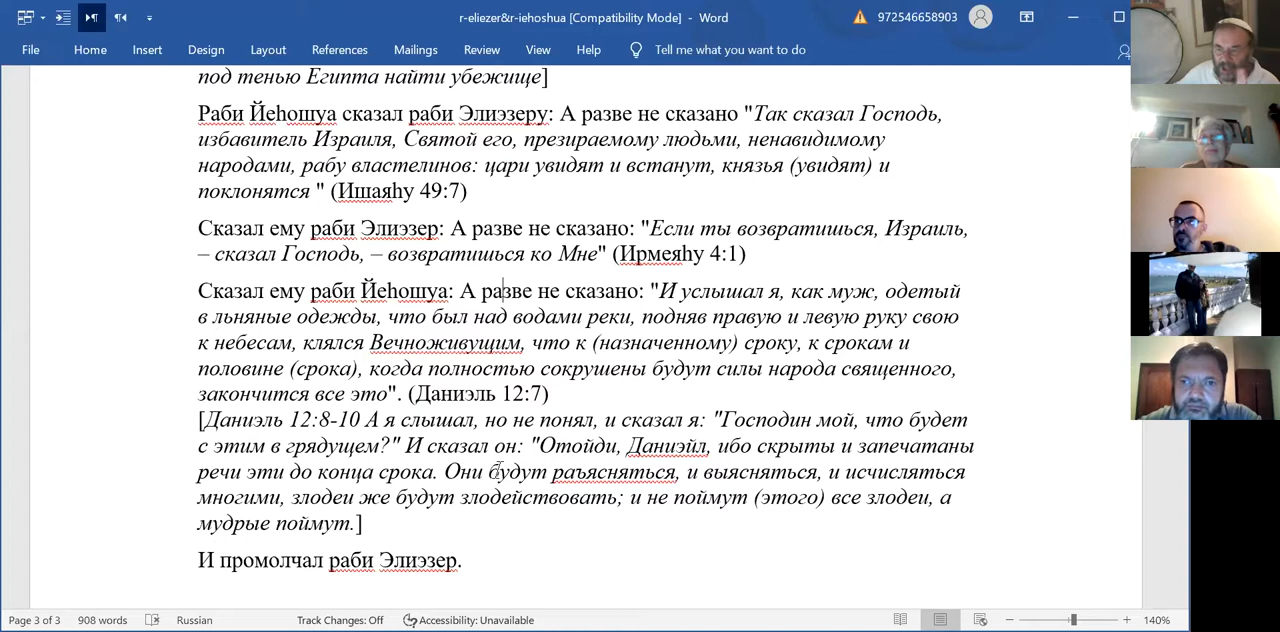 r-eliezer&r-iehoshua [Compatibility Mode] - Word
972546658903
File Home Insert Design Layout References Mailings Review View Help Tell me what you want to do
под тенью Египта найти убежище]
Раби Йеhошуа сказал раби Элиэзеру: А разве не сказано "Так сказал Господь,
избавитель Израиля, Святой его, презираемому людьми, ненавидимому
народами, рабу властелинов: цари увидят и встанут, князья (увидят) и
поклонятся " (Ишаяhу 49:7)
Сказал ему раби Элиэзер: А разве не сказано: "Если ты возвратишься, Израиль,
– сказал Господь, – возвратишься ко Мне" (Ирмеяhу 4:1)
Сказал ему раби Йеhошуа: А разве не сказано: "И услышал я, как муж, одетый
в льняные одежды, что был над водами реки, подняв правую и левую руку свою
к небесам, клялся Вечноживущим, что к (назначенному) сроку, к срокам и
половине (срока), когда полностью сокрушены будут силы народа священного,
закончится все это". (Даниэль 12:7)
[Даниэль 12:8-10 А я слышал, но не понял, и сказал я: "Господин мой, что будет
с этим в грядущем?" И сказал он: "Отойди, Даниэйл, ибо скрыты и запечатаны
речи эти до конца срока. Они будут разъясняться, и выясняться, и исчисляться
многими, злодеи же будут злодействовать; и не поймут (этого) все злодеи, а
мудрые поймут.]
И промолчал раби Элиэзер.
Page 3 of 3 908 words Russian Track Changes: Off Accessibility: Unavailable 140%